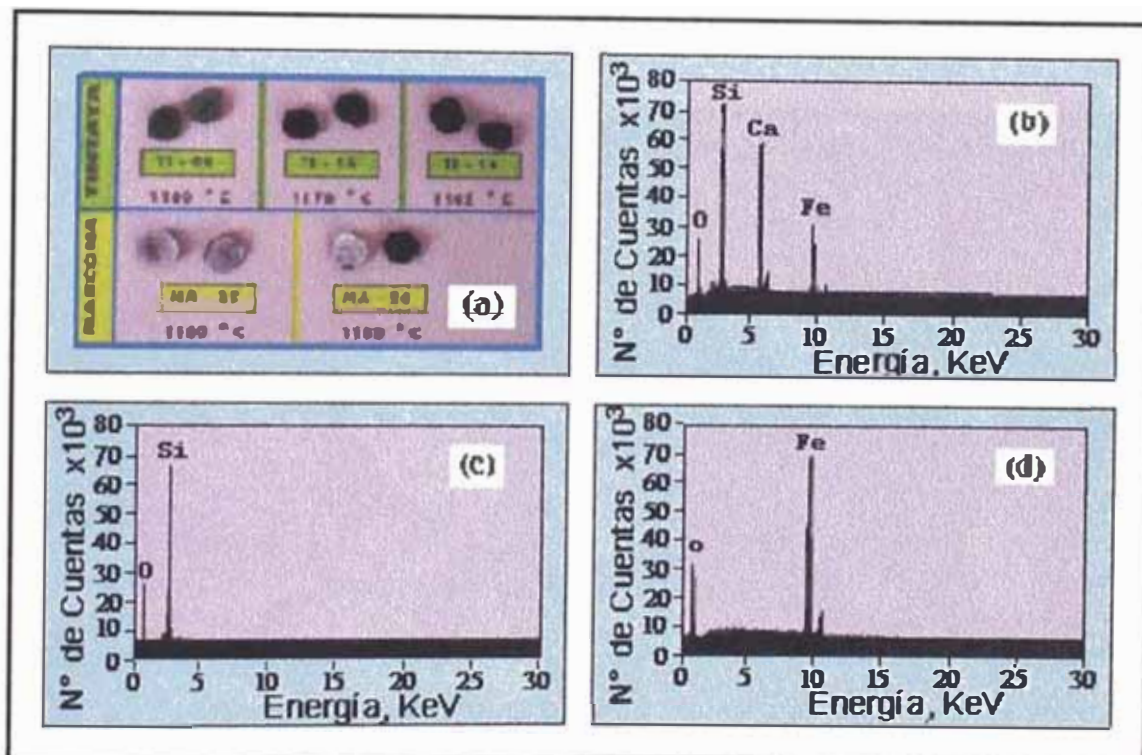 TINTAYA
1100 °C
1170 °C
MARCONA
1100 °C
(a)
N° de Cuentas x10³
80
70
60
50
40
30
20
10
0
Si
Ca
Fe
O
(b)
0 5 10 15 20 25 30
Energía, KeV
N° de Cuentas x10³
80
70
60
50
40
30
20
10
0
Si
O
(c)
0 5 10 15 20 25 30
Energía, KeV
N° de Cuentas x10³
80
70
60
50
40
30
20
10
0
Fe
o
(d)
0 5 10 15 20 25 30
Energía, KeV